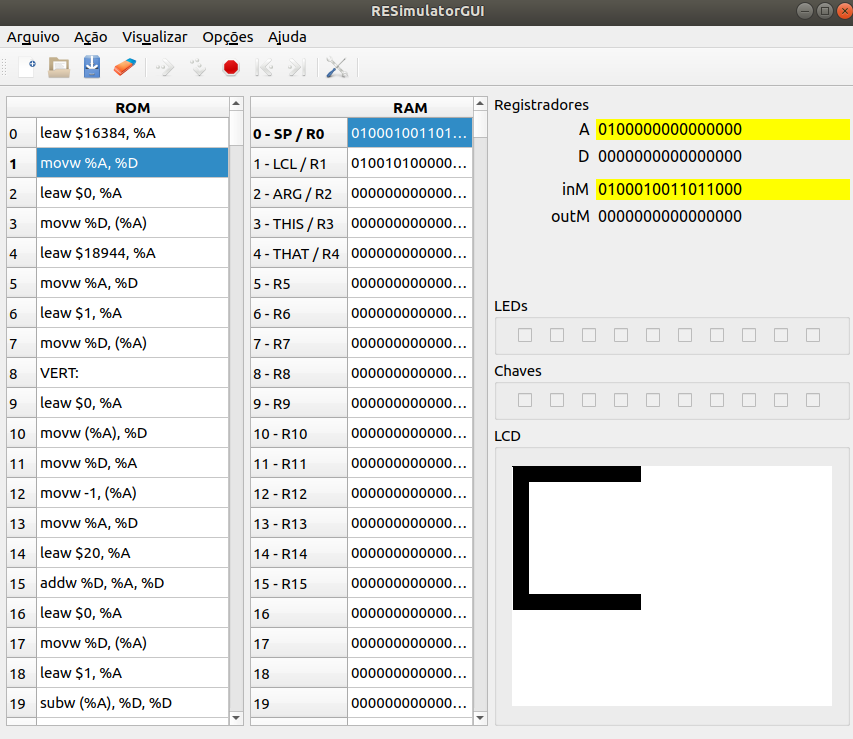 RESimulatorGUI
Arquivo Ação Visualizar Opções Ajuda
ROM
0 leaw $16384, %A
1 movw %A, %D
2 leaw $0, %A
3 movw %D, (%A)
4 leaw $18944, %A
5 movw %A, %D
6 leaw $1, %A
7 movw %D, (%A)
8 VERT:
9 leaw $0, %A
10 movw (%A), %D
11 movw %D, %A
12 movw -1, (%A)
13 movw %A, %D
14 leaw $20, %A
15 addw %D, %A, %D
16 leaw $0, %A
17 movw %D, (%A)
18 leaw $1, %A
19 subw (%A), %D, %D
RAM
0 - SP / R0 010001001101...
1 - LCL / R1 010010100000...
2 - ARG / R2 000000000000...
3 - THIS / R3 000000000000...
4 - THAT / R4 000000000000...
5 - R5 000000000000...
6 - R6 000000000000...
7 - R7 000000000000...
8 - R8 000000000000...
9 - R9 000000000000...
10 - R10 000000000000...
11 - R11 000000000000...
12 - R12 000000000000...
13 - R13 000000000000...
14 - R14 000000000000...
15 - R15 000000000000...
16 000000000000...
17 000000000000...
18 000000000000...
19 000000000000...
Registradores
A 0100000000000000
D 0000000000000000
inM 0100010011011000
outM 0000000000000000
LEDs
Chaves
LCD